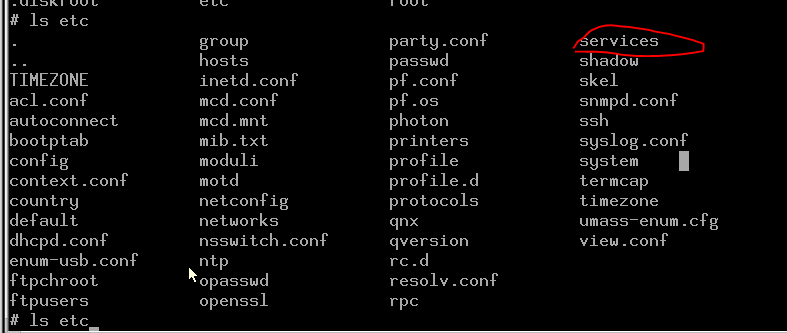 .diskroot etc root
# ls etc
. group party.conf services
.. hosts passwd shadow
TIMEZONE inetd.conf pf.conf skel
acl.conf mcd.conf pf.os snmpd.conf
autoconnect mcd.mnt photon ssh
bootptab mib.txt printers syslog.conf
config moduli profile system
context.conf motd profile.d termcap
country netconfig protocols timezone
default networks qnx umass-enum.cfg
dhcpd.conf nsswitch.conf qversion view.conf
enum-usb.conf ntp rc.d
ftpchroot opasswd resolv.conf
ftpusers openssl rpc
# ls etc